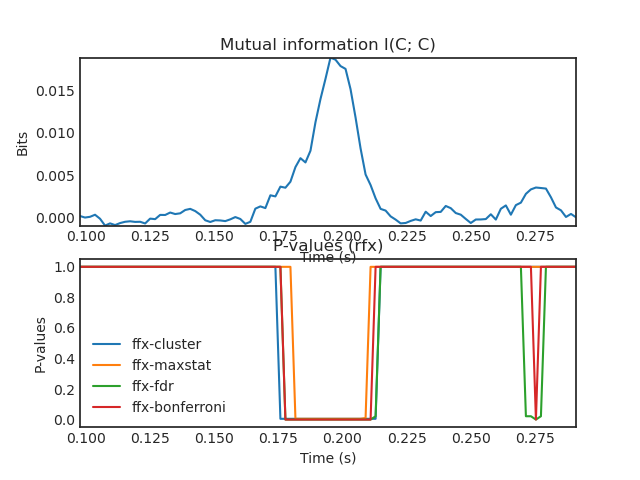 Mutual information I(C; C)
Bits
0.015
0.010
0.005
0.000
0.100 0.125 0.150 0.175 0.200 0.225 0.250 0.275
Time (s)
P-values (rfx)
P-values
1.0
0.8
0.6
0.4
0.2
0.0
ffx-cluster
ffx-maxstat
ffx-fdr
ffx-bonferroni
0.100 0.125 0.150 0.175 0.200 0.225 0.250 0.275
Time (s)